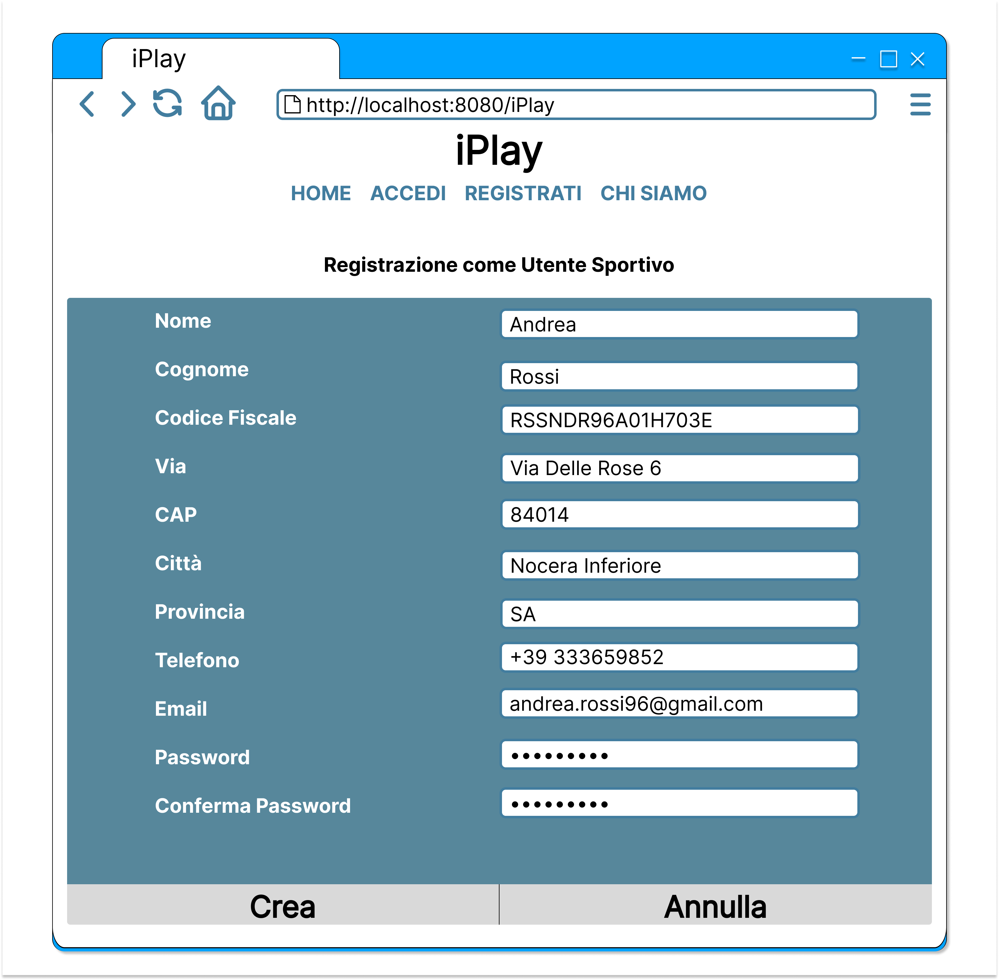 iPlay
http://localhost:8080/iPlay
iPlay
HOME ACCEDI REGISTRATI CHI SIAMO
Registrazione come Utente Sportivo
Nome Andrea
Cognome Rossi
Codice Fiscale RSSNDR96A01H703E
Via Via Delle Rose 6
CAP 84014
Città Nocera Inferiore
Provincia SA
Telefono +39 333659852
Email andrea.rossi96@gmail.com
Password •••••••••
Conferma Password •••••••••
Crea Annulla